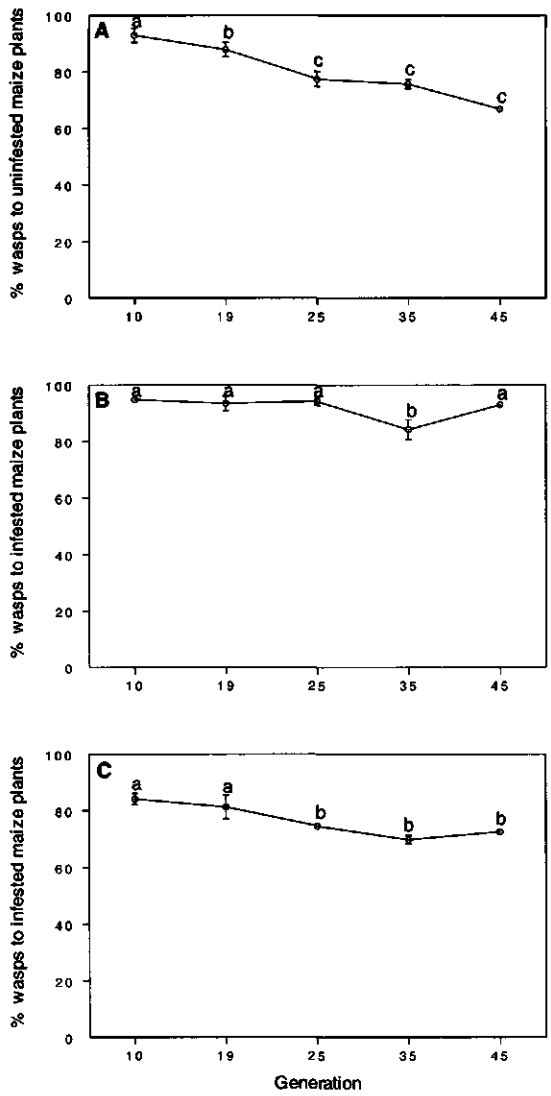 A
% wasps to uninfested maize plants
100
80
60
40
20
0
a
b
c
c
c
10 19 25 35 45
B
% wasps to infested maize plants
100
80
60
40
20
0
a
a
a
b
a
10 19 25 35 45
C
% wasps to infested maize plants
100
80
60
40
20
0
a
a
b
b
b
10 19 25 35 45
Generation